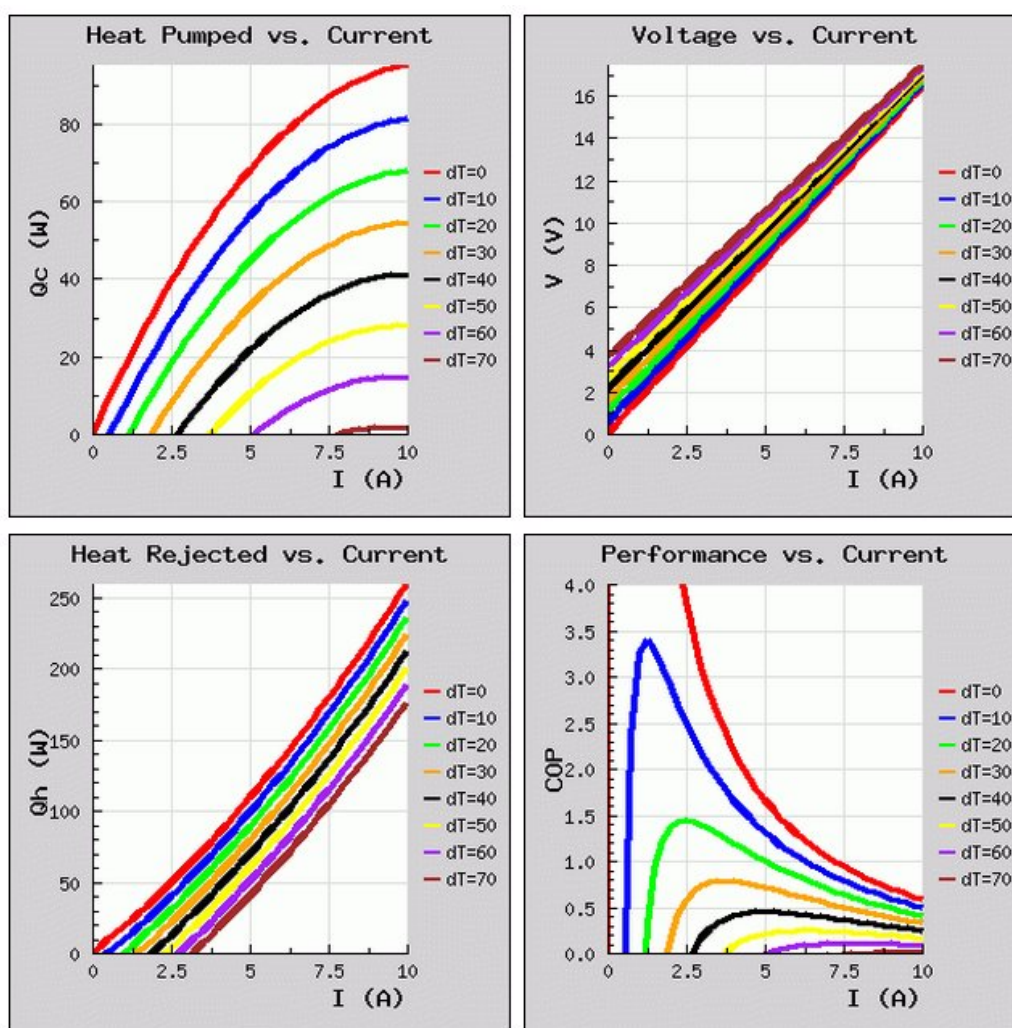 Heat Pumped vs. Current
Qc (W)
80
60
40
20
0
0 2.5 5 7.5 10
I (A)
dT=0
dT=10
dT=20
dT=30
dT=40
dT=50
dT=60
dT=70
Voltage vs. Current
V (V)
16
14
12
10
8
6
4
2
0
0 2.5 5 7.5 10
I (A)
dT=0
dT=10
dT=20
dT=30
dT=40
dT=50
dT=60
dT=70
Heat Rejected vs. Current
Qh (W)
250
200
150
100
50
0
0 2.5 5 7.5 10
I (A)
dT=0
dT=10
dT=20
dT=30
dT=40
dT=50
dT=60
dT=70
Performance vs. Current
COP
4.0
3.5
3.0
2.5
2.0
1.5
1.0
0.5
0.0
0 2.5 5 7.5 10
I (A)
dT=0
dT=10
dT=20
dT=30
dT=40
dT=50
dT=60
dT=70